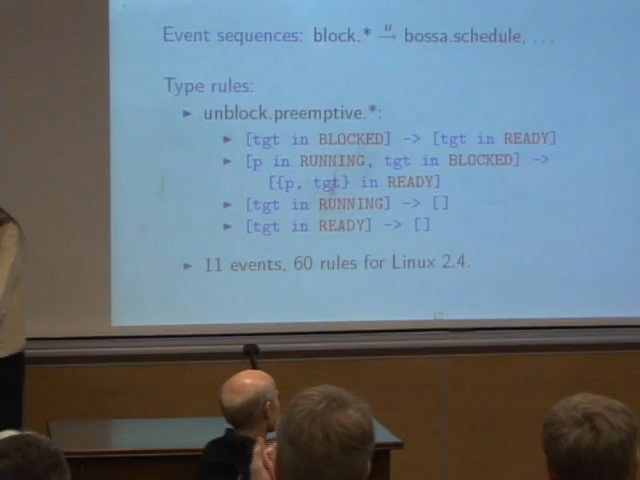 Event sequences: block.* →ᵘ bossa.schedule, ...
Type rules:
▶ unblock.preemptive.*:
▶ [tgt in BLOCKED] -> [tgt in READY]
▶ [p in RUNNING, tgt in BLOCKED] ->
[{p, tgt} in READY]
▶ [tgt in RUNNING] -> []
▶ [tgt in READY] -> []
▶ 11 events, 60 rules for Linux 2.4.